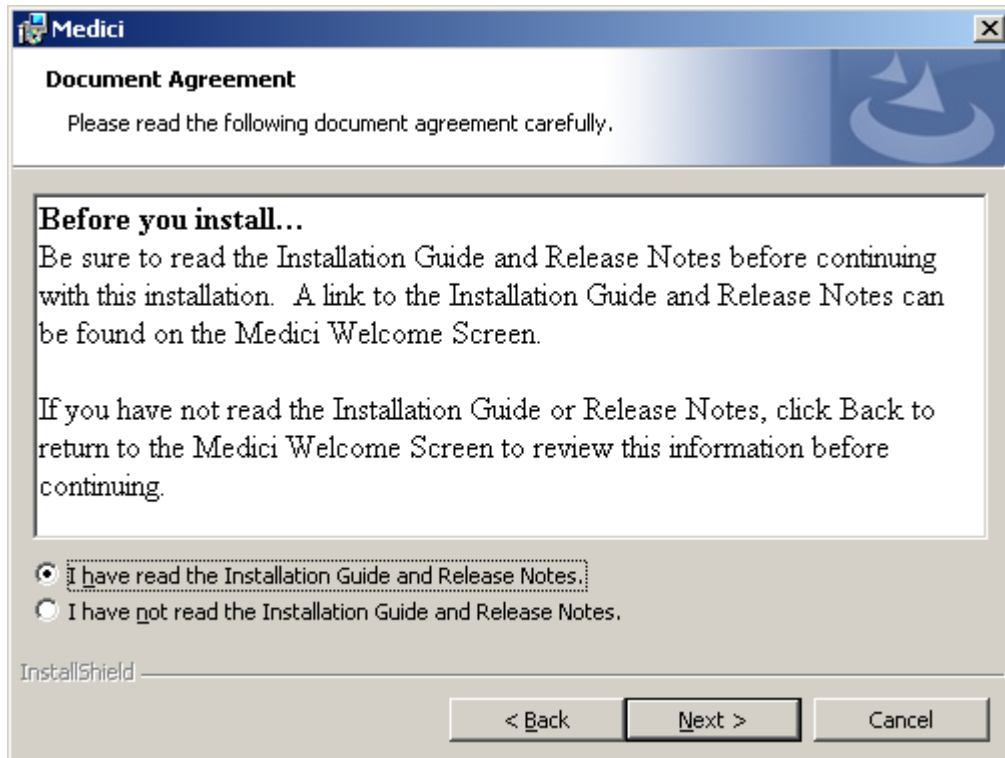 Medici
Document Agreement
Please read the following document agreement carefully.
Before you install...
Be sure to read the Installation Guide and Release Notes before continuing
with this installation.  A link to the Installation Guide and Release Notes can
be found on the Medici Welcome Screen.
If you have not read the Installation Guide or Release Notes, click Back to
return to the Medici Welcome Screen to review this information before
continuing.
I have read the Installation Guide and Release Notes.
I have not read the Installation Guide and Release Notes.
InstallShield
< Back
Next >
Cancel